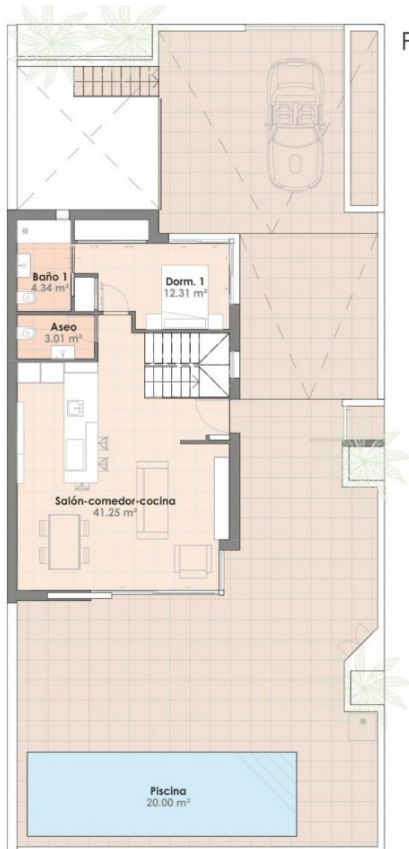 P
Baño 1
4.34 m²
Dorm. 1
12.31 m²
Aseo
3.01 m²
Salón-comedor-cocina
41.25 m²
Piscina
20.00 m²